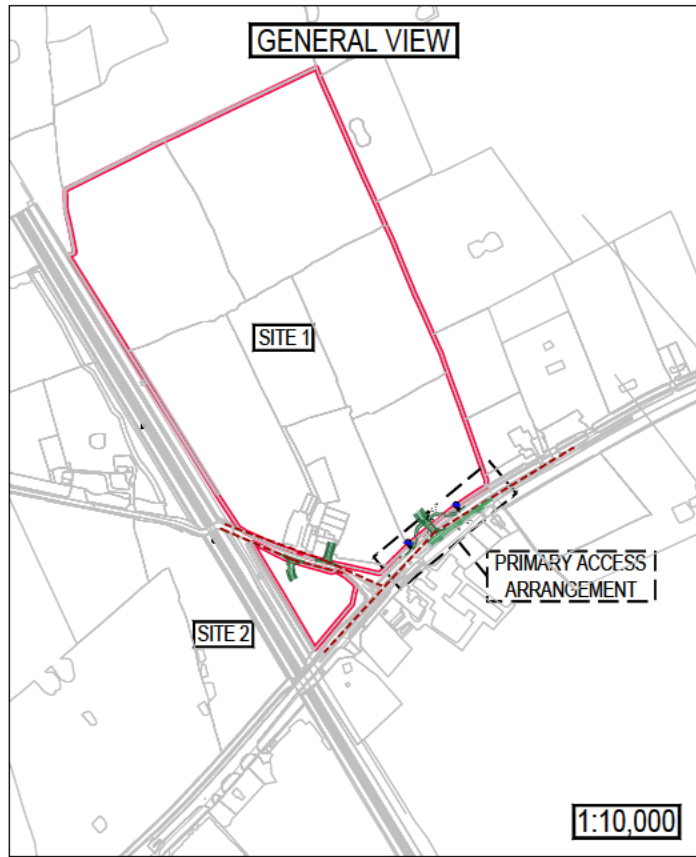 GENERAL VIEW
SITE 1
PRIMARY ACCESS
ARRANGEMENT
SITE 2
1:10,000